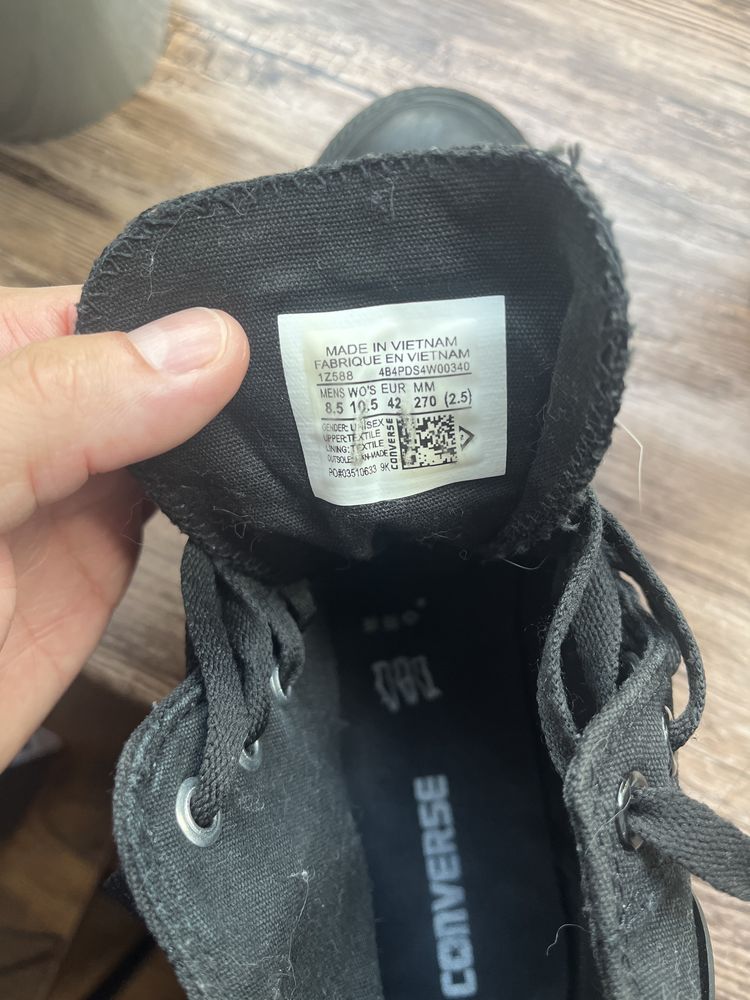 MADE IN VIETNAM
FABRIQUE EN VIETNAM
1Z588 4B4PDS4W00340
MENS WO'S EUR MM
8.5 10.5 42 270 (2.5)
GENDER: UNISEX
UPPER: TEXTILE
LINING: TEXTILE
OUTSOLE: MAN-MADE
PO#03510633 9K
CONVERSE
CONVERSE